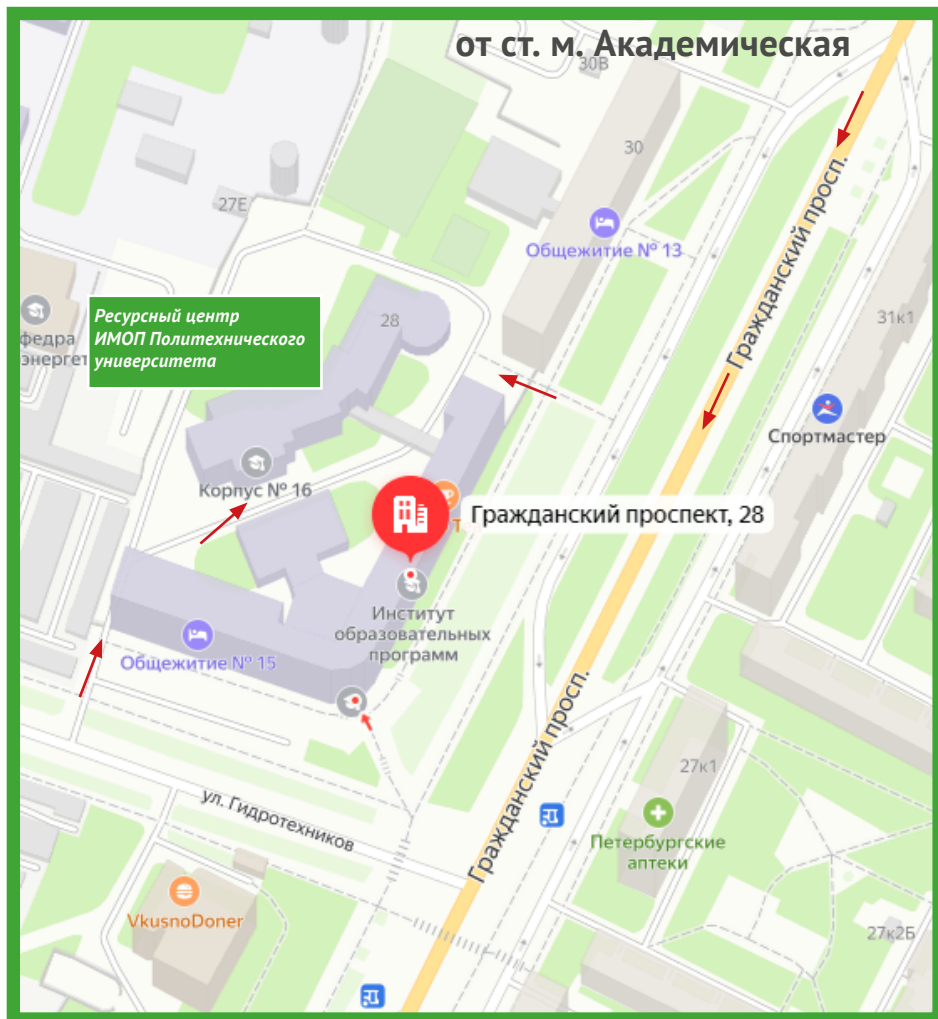 от ст. м. Академическая
30В
30
27Е
Гражданский просп.
Общежитие № 13
Ресурсный центр
ИМОП Политехнического
университета
федра
энергет
28
31к1
Спортмастер
Корпус № 16
Гражданский проспект, 28
Т
Институт
образовательных
программ
Общежитие № 15
Гражданский просп.
27к1
ул. Гидротехников
Петербургские
аптеки
VkusnoDoner
27к2Б